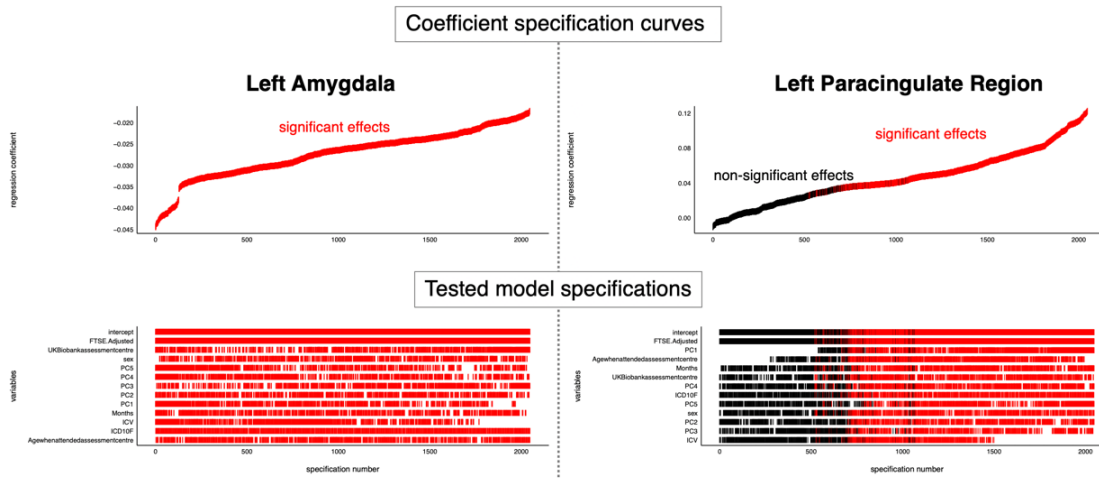 Coefficient specification curves
Left Amygdala
significant effects
regression coefficient
−0.020
−0.025
−0.030
−0.035
−0.040
−0.045
0
500
1000
1500
2000
Left Paracingulate Region
significant effects
non-significant effects
regression coefficient
0.12
0.08
0.04
0.00
0
500
1000
1500
2000
Tested model specifications
variables
intercept
FTSE.Adjusted
UKBiobankassessmentcentre
sex
PC5
PC4
PC3
PC2
PC1
Months
ICV
ICD10F
Agewhenattendedassessmentcentre
0
500
1000
1500
2000
specification number
variables
intercept
FTSE.Adjusted
PC1
Agewhenattendedassessmentcentre
Months
UKBiobankassessmentcentre
PC4
ICD10F
PC5
sex
PC2
PC3
ICV
0
500
1000
1500
2000
specification number